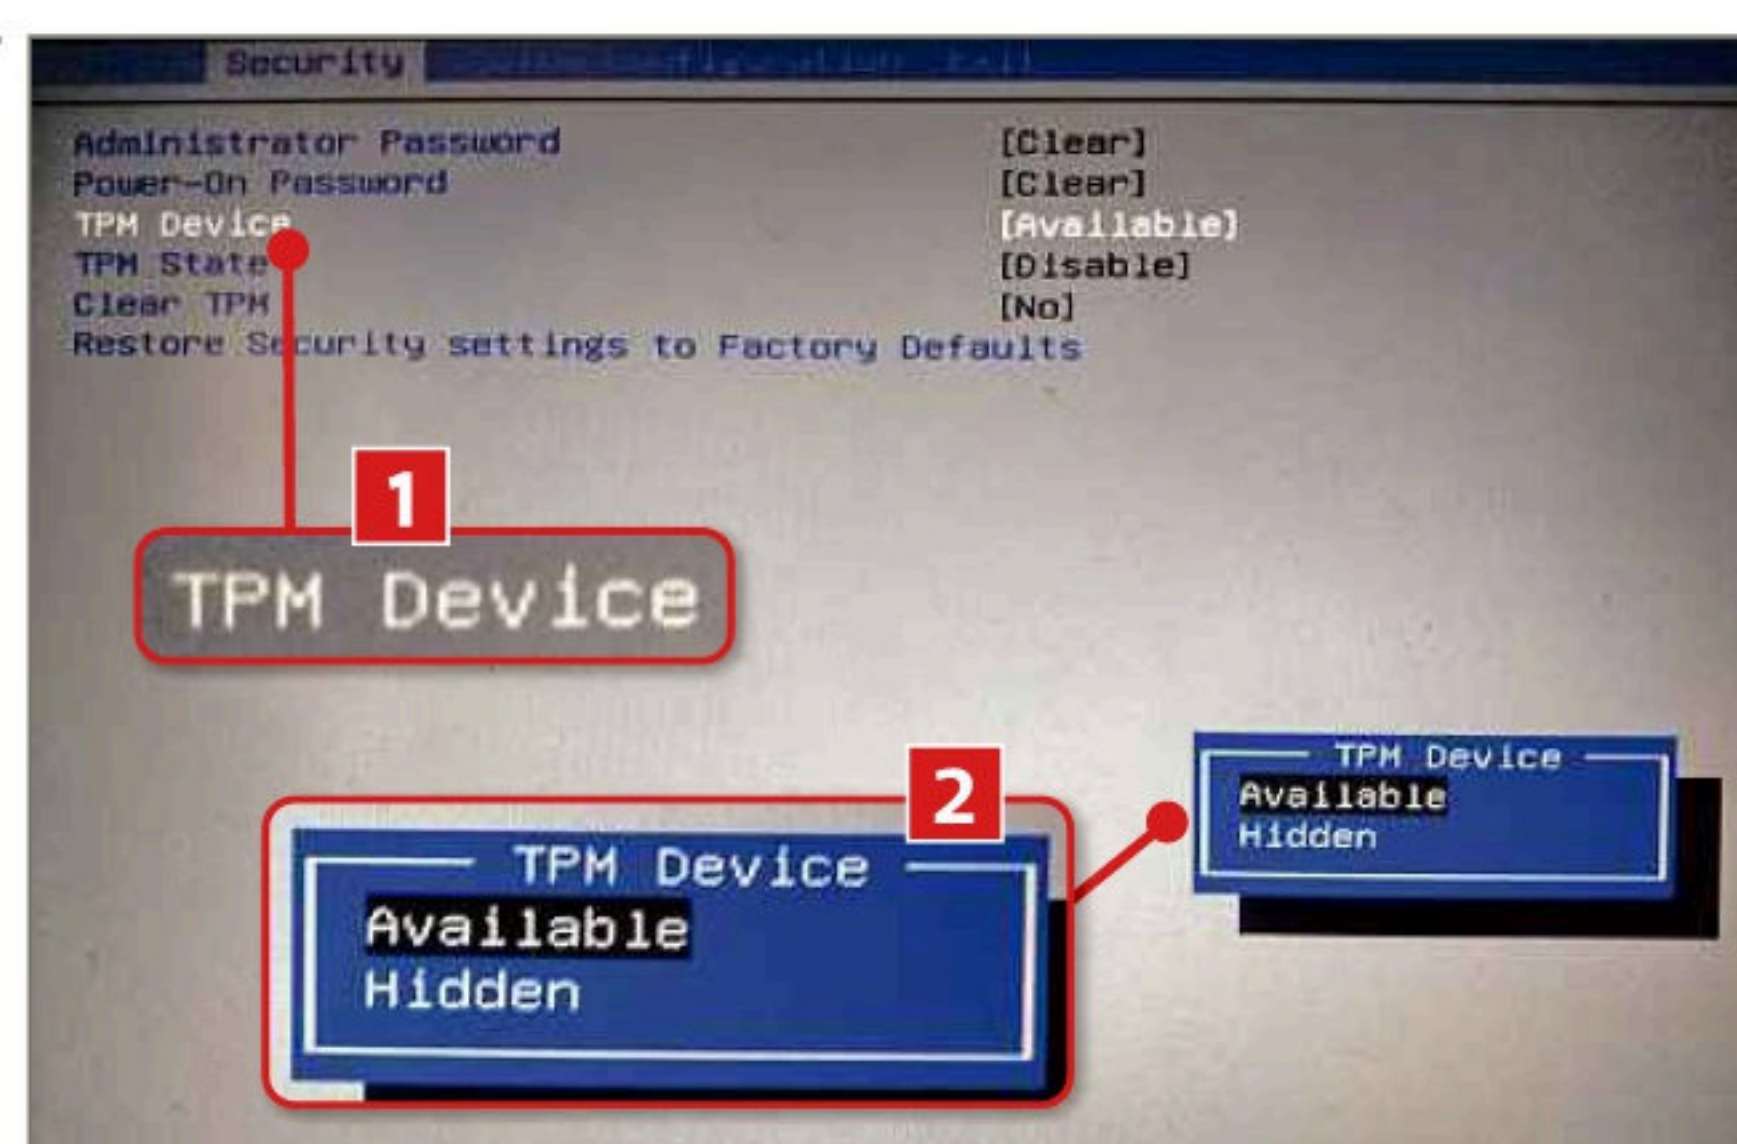 Security
Administrator Password [Clear]
Power-On Password [Clear]
TPM Device [Available]
TPM State [Disable]
Clear TPM [No]
Restore Security settings to Factory Defaults
1
TPM Device
2
TPM Device
Available
Hidden
TPM Device
Available
Hidden